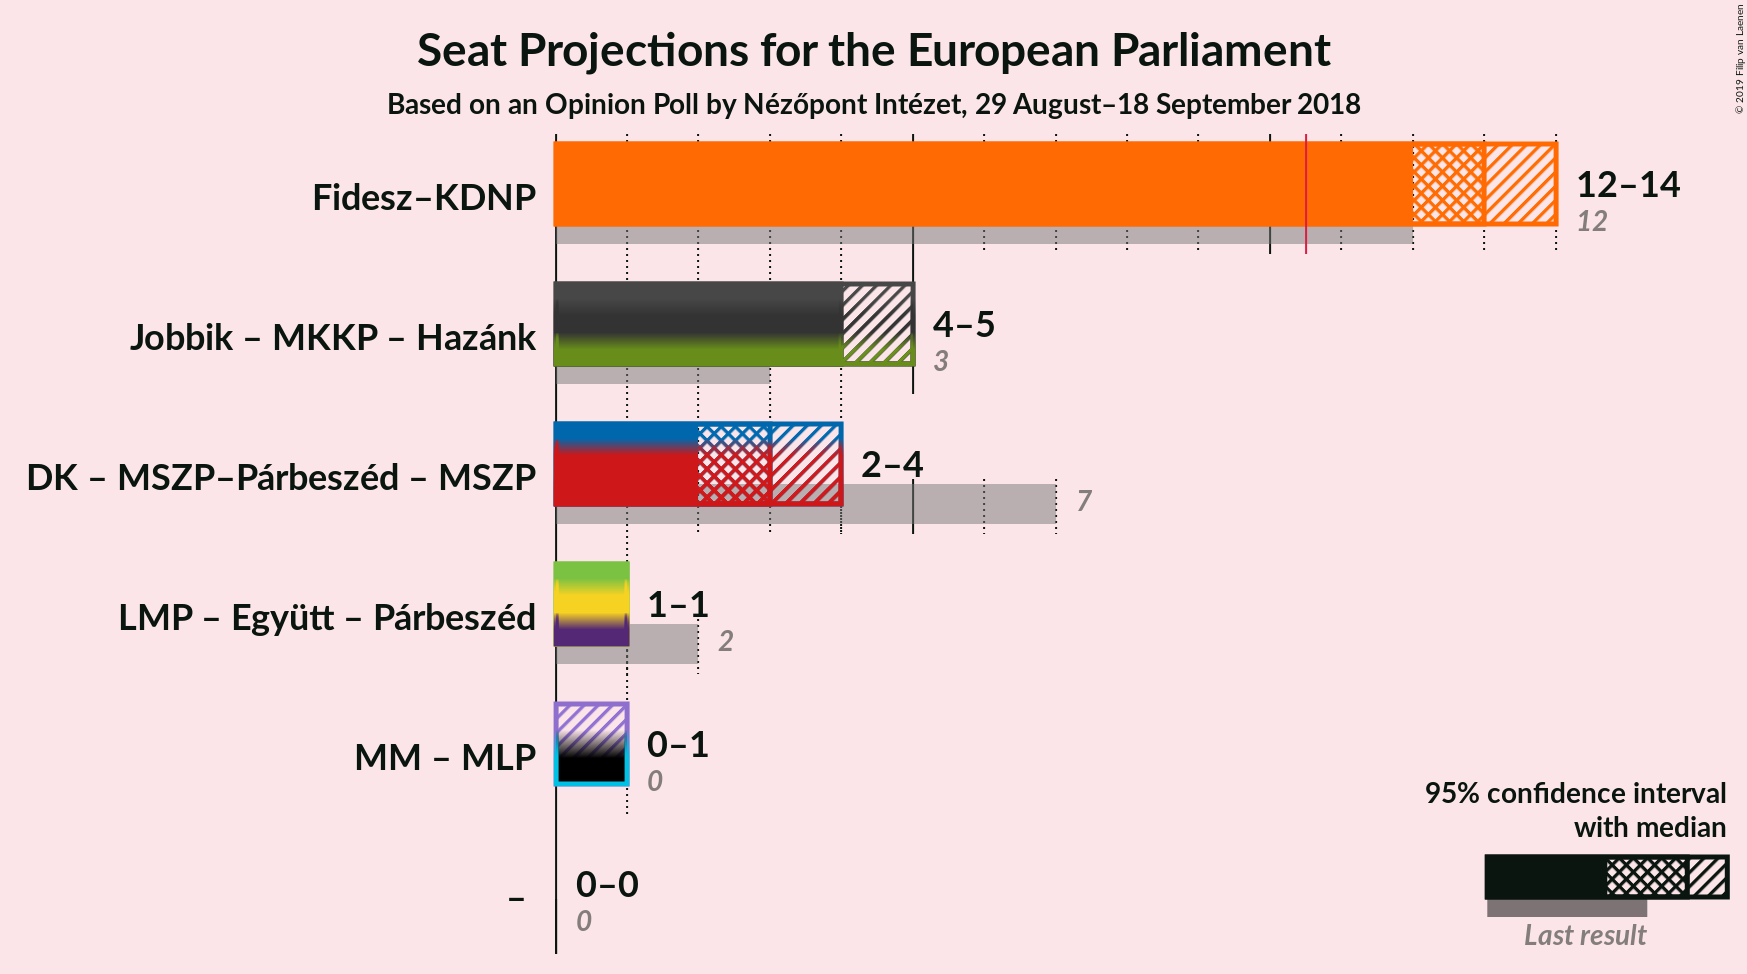 Seat Projections for the European Parliament
Based on an Opinion Poll by Nézőpont Intézet, 29 August–18 September 2018
© 2019 Filip van Laenen
Fidesz–KDNP
12–14
12
Jobbik – MKKP – Hazánk
4–5
3
DK – MSZP–Párbeszéd – MSZP
2–4
7
LMP – Együtt – Párbeszéd
1–1
2
MM – MLP
0–1
0
–
0–0
0
95% confidence interval
with median
Last result